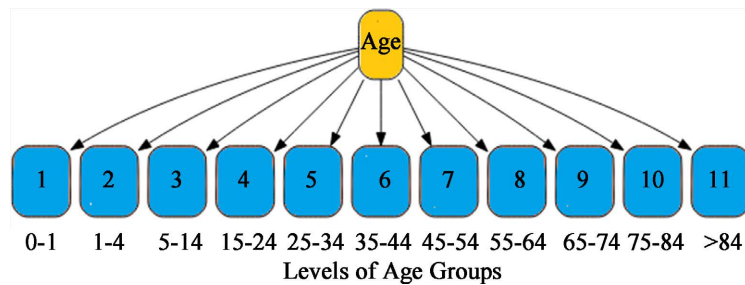 Age
1 2 3 4 5 6 7 8 9 10 11
0-1 1-4 5-14 15-24 25-34 35-44 45-54 55-64 65-74 75-84 >84
Levels of Age Groups